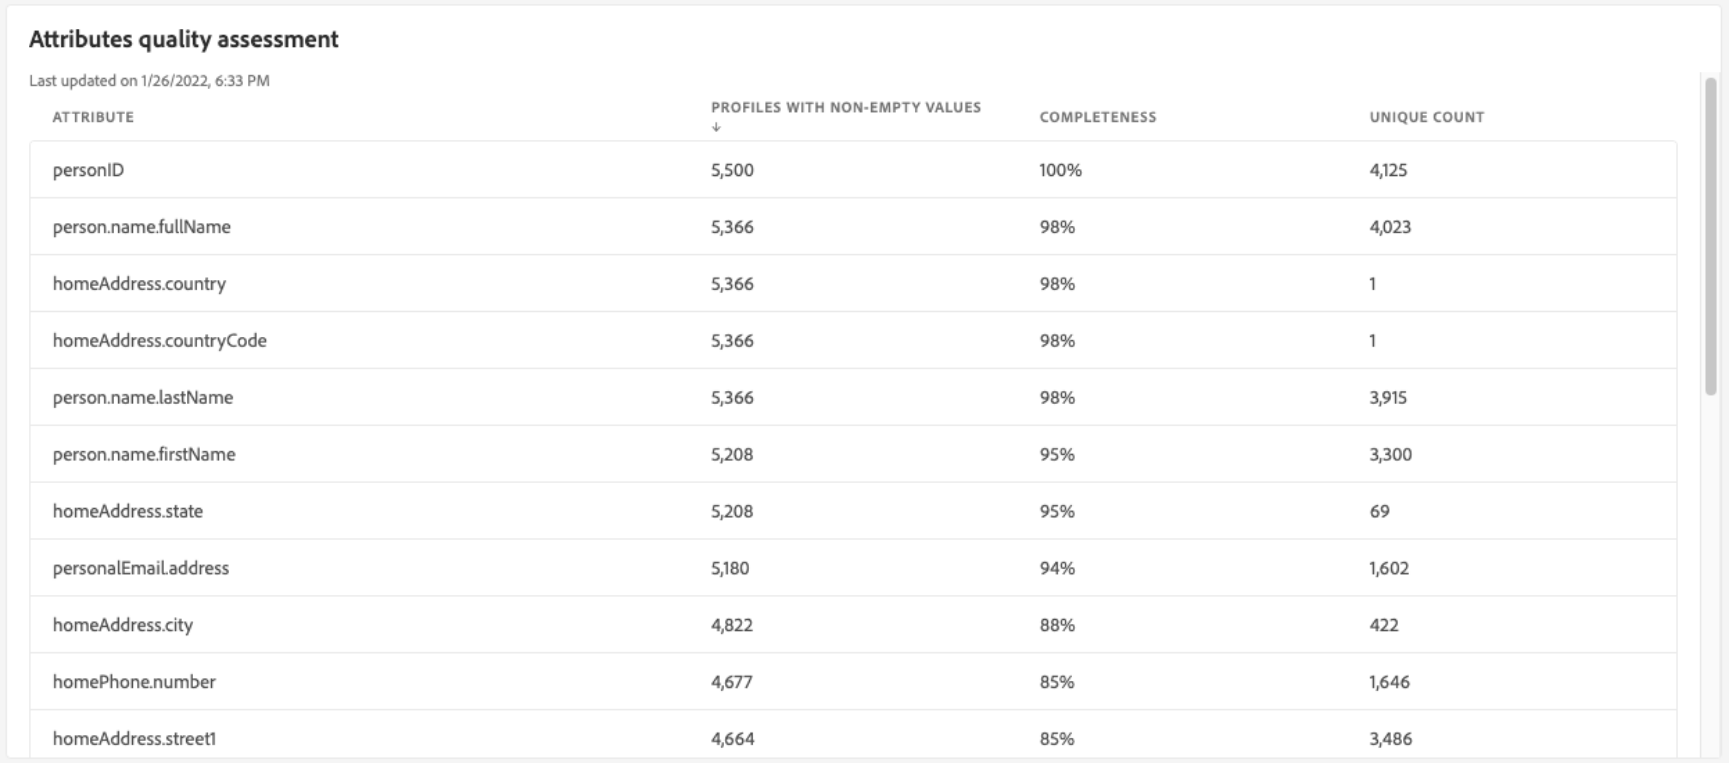 Attributes quality assessment
Last updated on 1/26/2022, 6:33 PM
ATTRIBUTE PROFILES WITH NON-EMPTY VALUES ↓ COMPLETENESS UNIQUE COUNT
personID 5,500 100% 4,125
person.name.fullName 5,366 98% 4,023
homeAddress.country 5,366 98% 1
homeAddress.countryCode 5,366 98% 1
person.name.lastName 5,366 98% 3,915
person.name.firstName 5,208 95% 3,300
homeAddress.state 5,208 95% 69
personalEmail.address 5,180 94% 1,602
homeAddress.city 4,822 88% 422
homePhone.number 4,677 85% 1,646
homeAddress.street1 4,664 85% 3,486